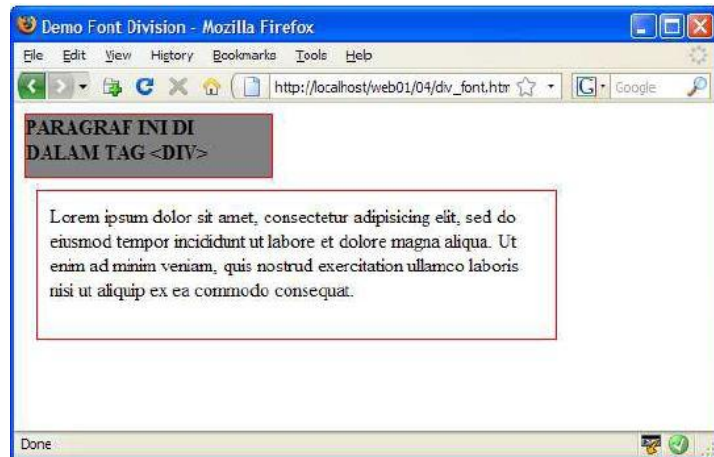 Demo Font Division - Mozilla Firefox
File Edit View History Bookmarks Tools Help
http://localhost/web01/04/div_font.htm G Google
PARAGRAF INI DI
DALAM TAG <DIV>
Lorem ipsum dolor sit amet, consectetur adipisicing elit, sed do
eiusmod tempor incididunt ut labore et dolore magna aliqua. Ut
enim ad minim veniam, quis nostrud exercitation ullamco laboris
nisi ut aliquip ex ea commodo consequat.
Done